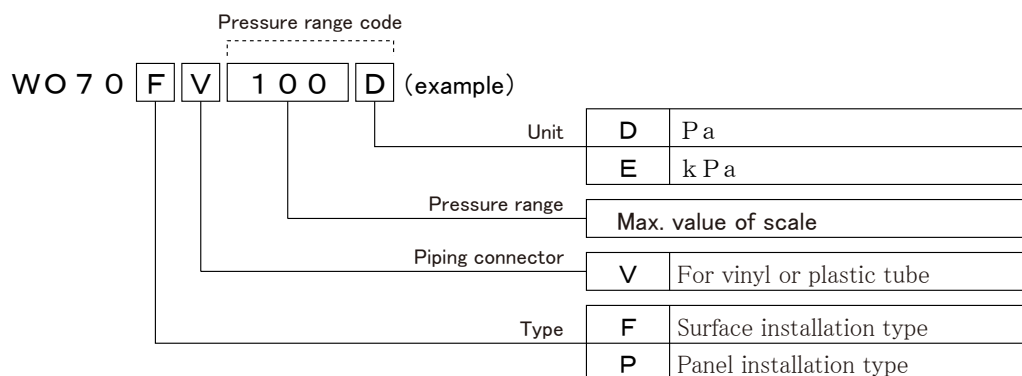 Pressure range code
WO70 F V 100 D (example)
Unit D Pa
E kPa
Pressure range Max. value of scale
Piping connector V For vinyl or plastic tube
Type F Surface installation type
P Panel installation type